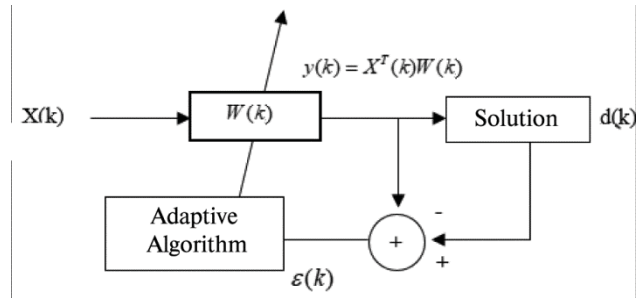 y(k) = X^T(k)W(k)
X(k)
W(k)
Solution
d(k)
Adaptive
Algorithm
-
+
+
ε(k)